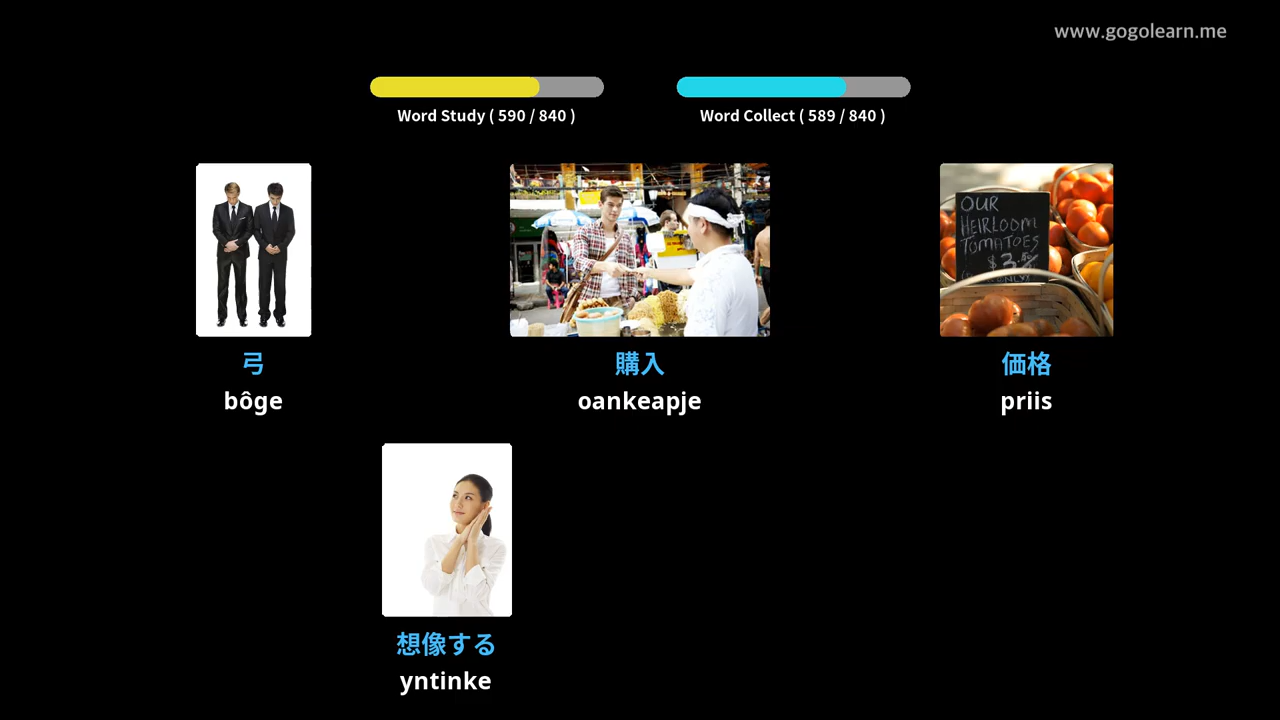 www.gogolearn.me
Word Study ( 590 / 840 )
Word Collect ( 589 / 840 )
OUR
HEIRLOOM
TOMATOES
弓
bôge
購入
oankeapje
価格
priis
想像する
yntinke